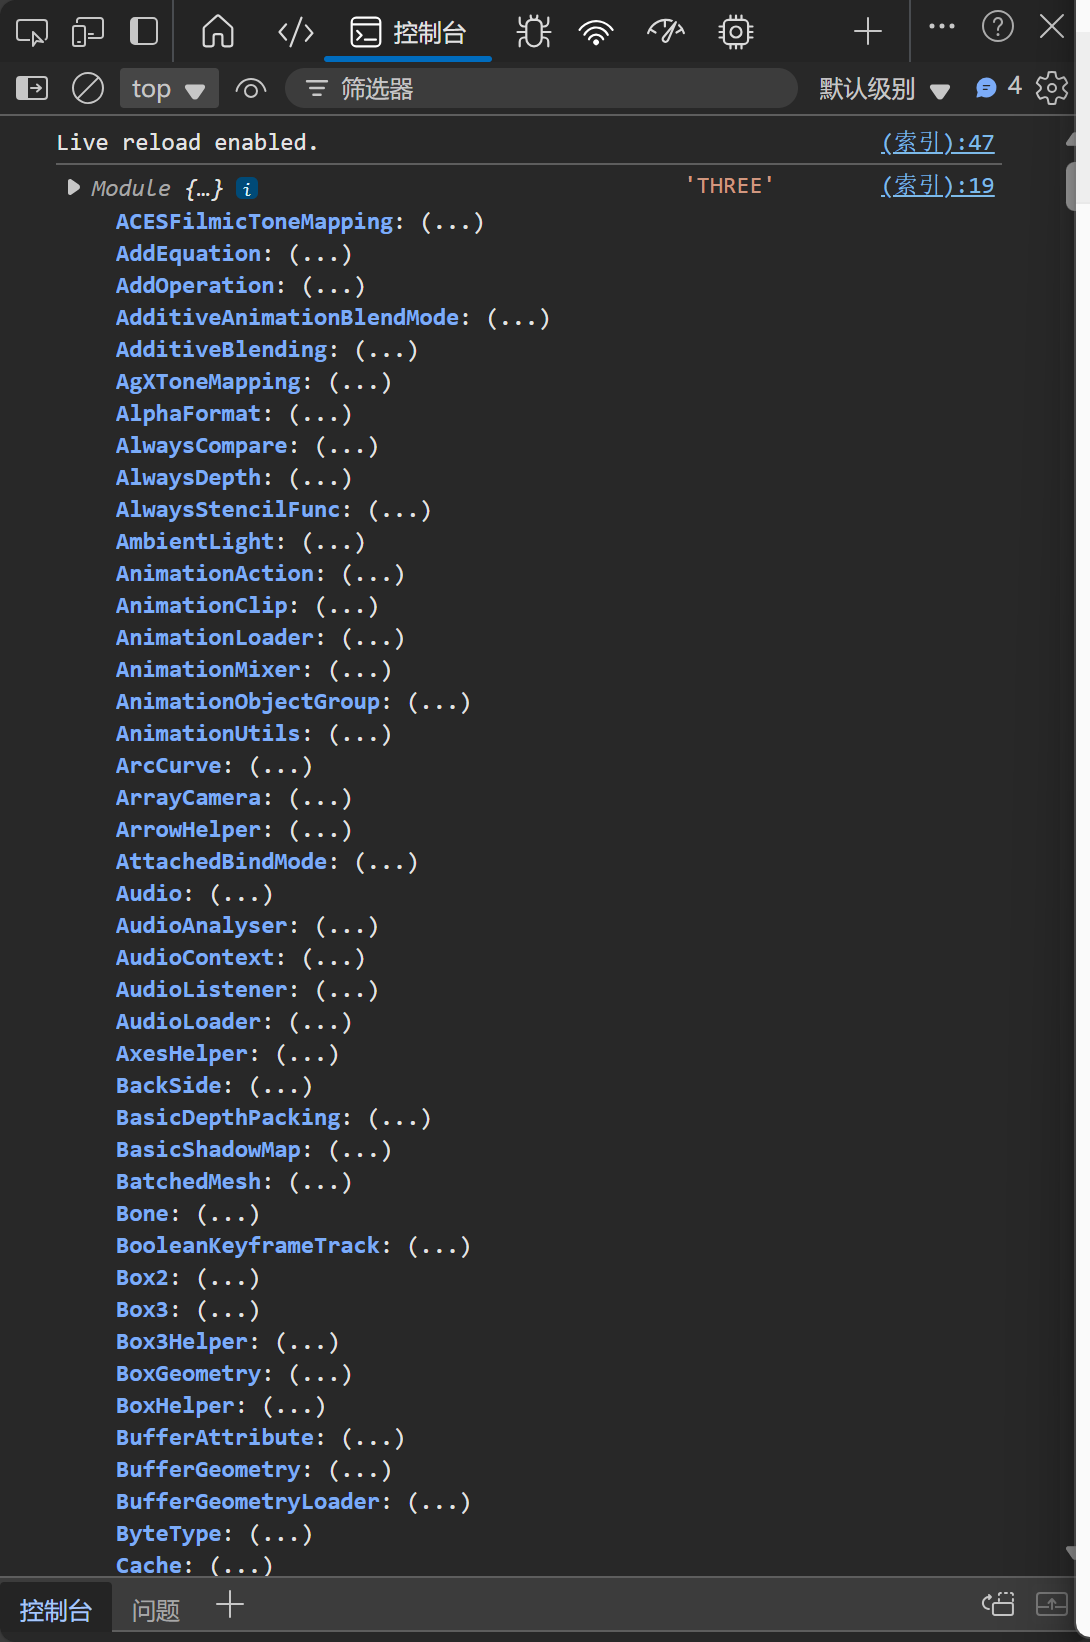 控制台
top 筛选器 默认级别 4
Live reload enabled. (索引):47
Module {…} i 'THREE' (索引):19
ACESFilmicToneMapping: (...)
AddEquation: (...)
AddOperation: (...)
AdditiveAnimationBlendMode: (...)
AdditiveBlending: (...)
AgXToneMapping: (...)
AlphaFormat: (...)
AlwaysCompare: (...)
AlwaysDepth: (...)
AlwaysStencilFunc: (...)
AmbientLight: (...)
AnimationAction: (...)
AnimationClip: (...)
AnimationLoader: (...)
AnimationMixer: (...)
AnimationObjectGroup: (...)
AnimationUtils: (...)
ArcCurve: (...)
ArrayCamera: (...)
ArrowHelper: (...)
AttachedBindMode: (...)
Audio: (...)
AudioAnalyser: (...)
AudioContext: (...)
AudioListener: (...)
AudioLoader: (...)
AxesHelper: (...)
BackSide: (...)
BasicDepthPacking: (...)
BasicShadowMap: (...)
BatchedMesh: (...)
Bone: (...)
BooleanKeyframeTrack: (...)
Box2: (...)
Box3: (...)
Box3Helper: (...)
BoxGeometry: (...)
BoxHelper: (...)
BufferAttribute: (...)
BufferGeometry: (...)
BufferGeometryLoader: (...)
ByteType: (...)
Cache: (...)
控制台 问题